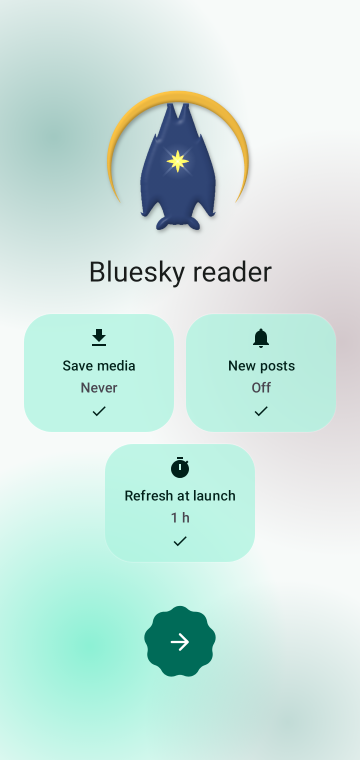 Bluesky reader
Save media
Never
New posts
Off
Refresh at launch
1 h